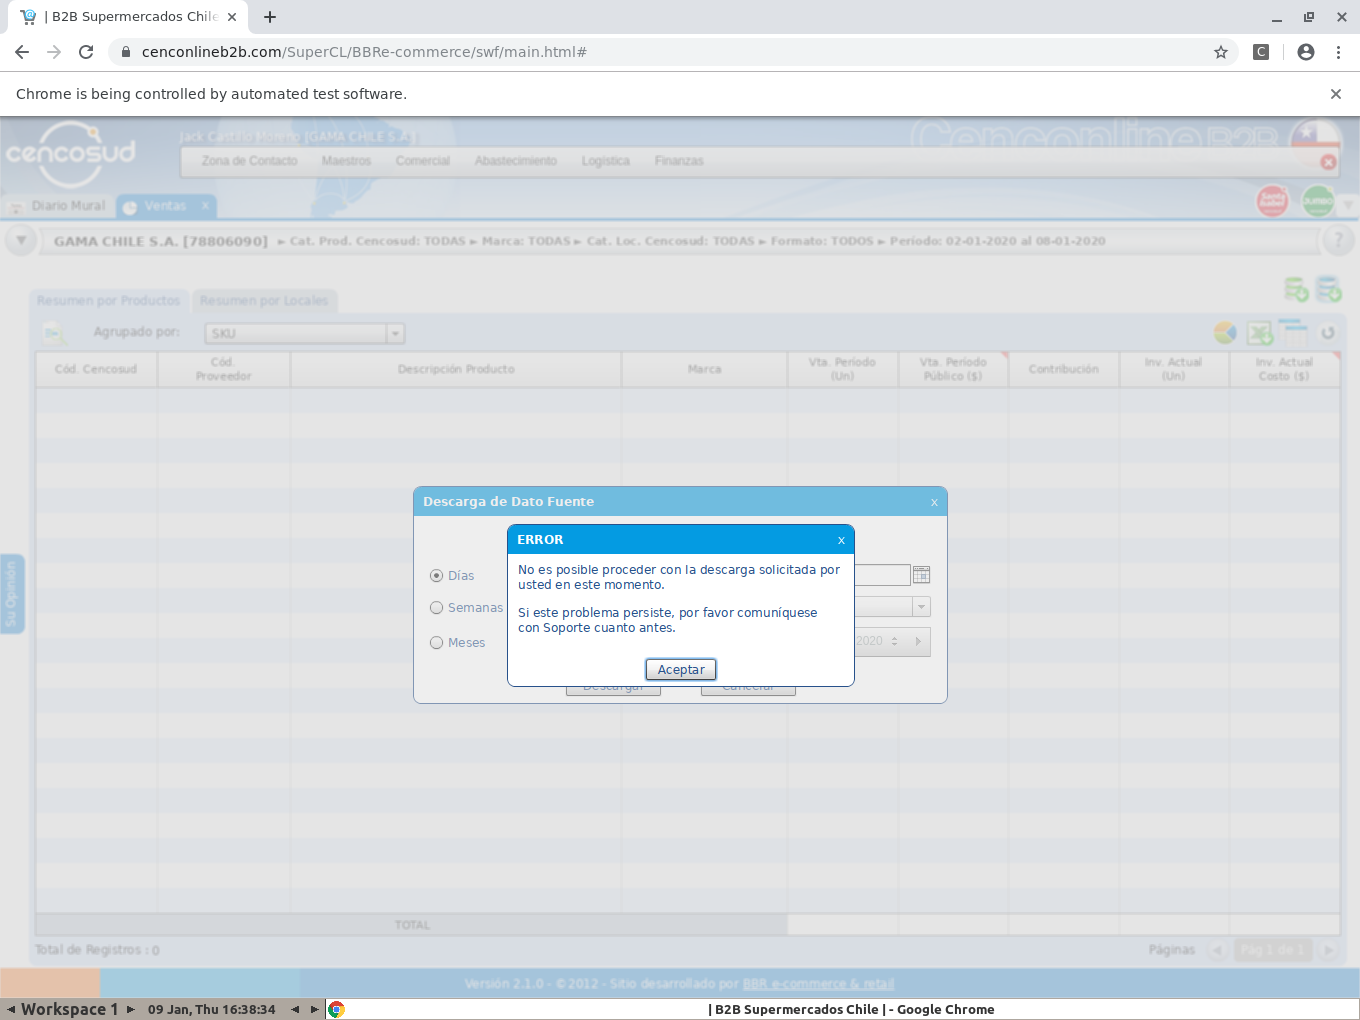 | B2B Supermercados Chile
cenconlineb2b.com/SuperCL/BBRe-commerce/swf/main.html#
C
Chrome is being controlled by automated test software.
cencosud
Jack Castillo Moreno [GAMA CHILE S.A.]
Cenconline B2B
Zona de Contacto Maestros Comercial Abastecimiento Logística Finanzas
Diario Mural Ventas X
Santa Isabel JUMBO
GAMA CHILE S.A. [78806090] ► Cat. Prod. Cencosud: TODAS ► Marca: TODAS ► Cat. Loc. Cencosud: TODAS ► Formato: TODOS ► Período: 02-01-2020 al 08-01-2020 ?
Resumen por Productos Resumen por Locales
Agrupado por: SKU
Cód. Cencosud
Cód. Proveedor
Descripción Producto
Marca
Vta. Período (Un)
Vta. Período Público ($)
Contribución
Inv. Actual (Un)
Inv. Actual Costo ($)
Descarga de Dato Fuente x
ERROR x
No es posible proceder con la descarga solicitada por
usted en este momento.
Si este problema persiste, por favor comuníquese
con Soporte cuanto antes.
Aceptar
Días
Semanas
Meses 2020
Descargar Cancelar
Su Opinión
TOTAL
Total de Registros : 0 Páginas Pág 1 de 1
Versión 2.1.0 - © 2012 - Sitio desarrollado por BBR e-commerce & retail
Workspace 1 09 Jan, Thu 16:38:34 | B2B Supermercados Chile | - Google Chrome